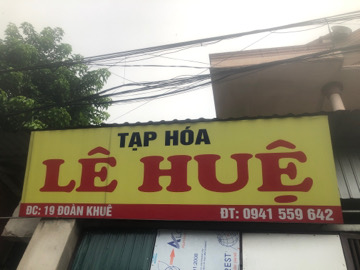 TẠP HÓA
LÊ HUỆ
ĐC: 19 ĐOÀN KHUÊ
ĐT: 0941 559 642